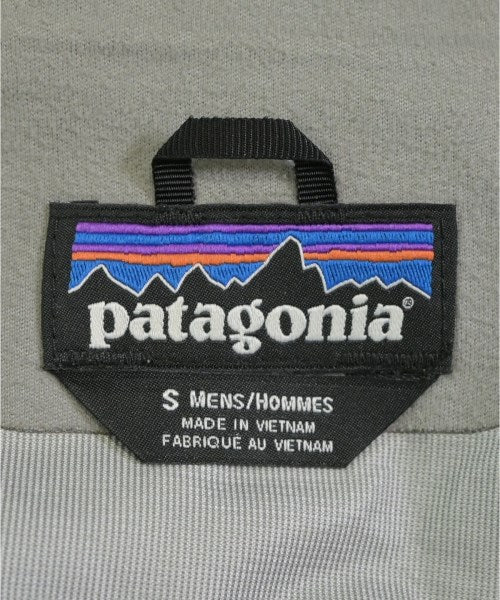 patagonia®
S MENS/HOMMES
MADE IN VIETNAM
FABRIQUÉ AU VIETNAM